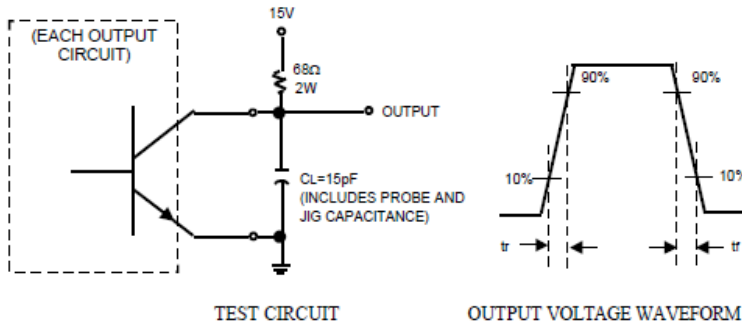 15V
(EACH OUTPUT
CIRCUIT)
68Ω
2W
OUTPUT
CL=15pF
(INCLUDES PROBE AND
JIG CAPACITANCE)
90%
90%
10%
10%
tr
tf
TEST CIRCUIT
OUTPUT VOLTAGE WAVEFORM